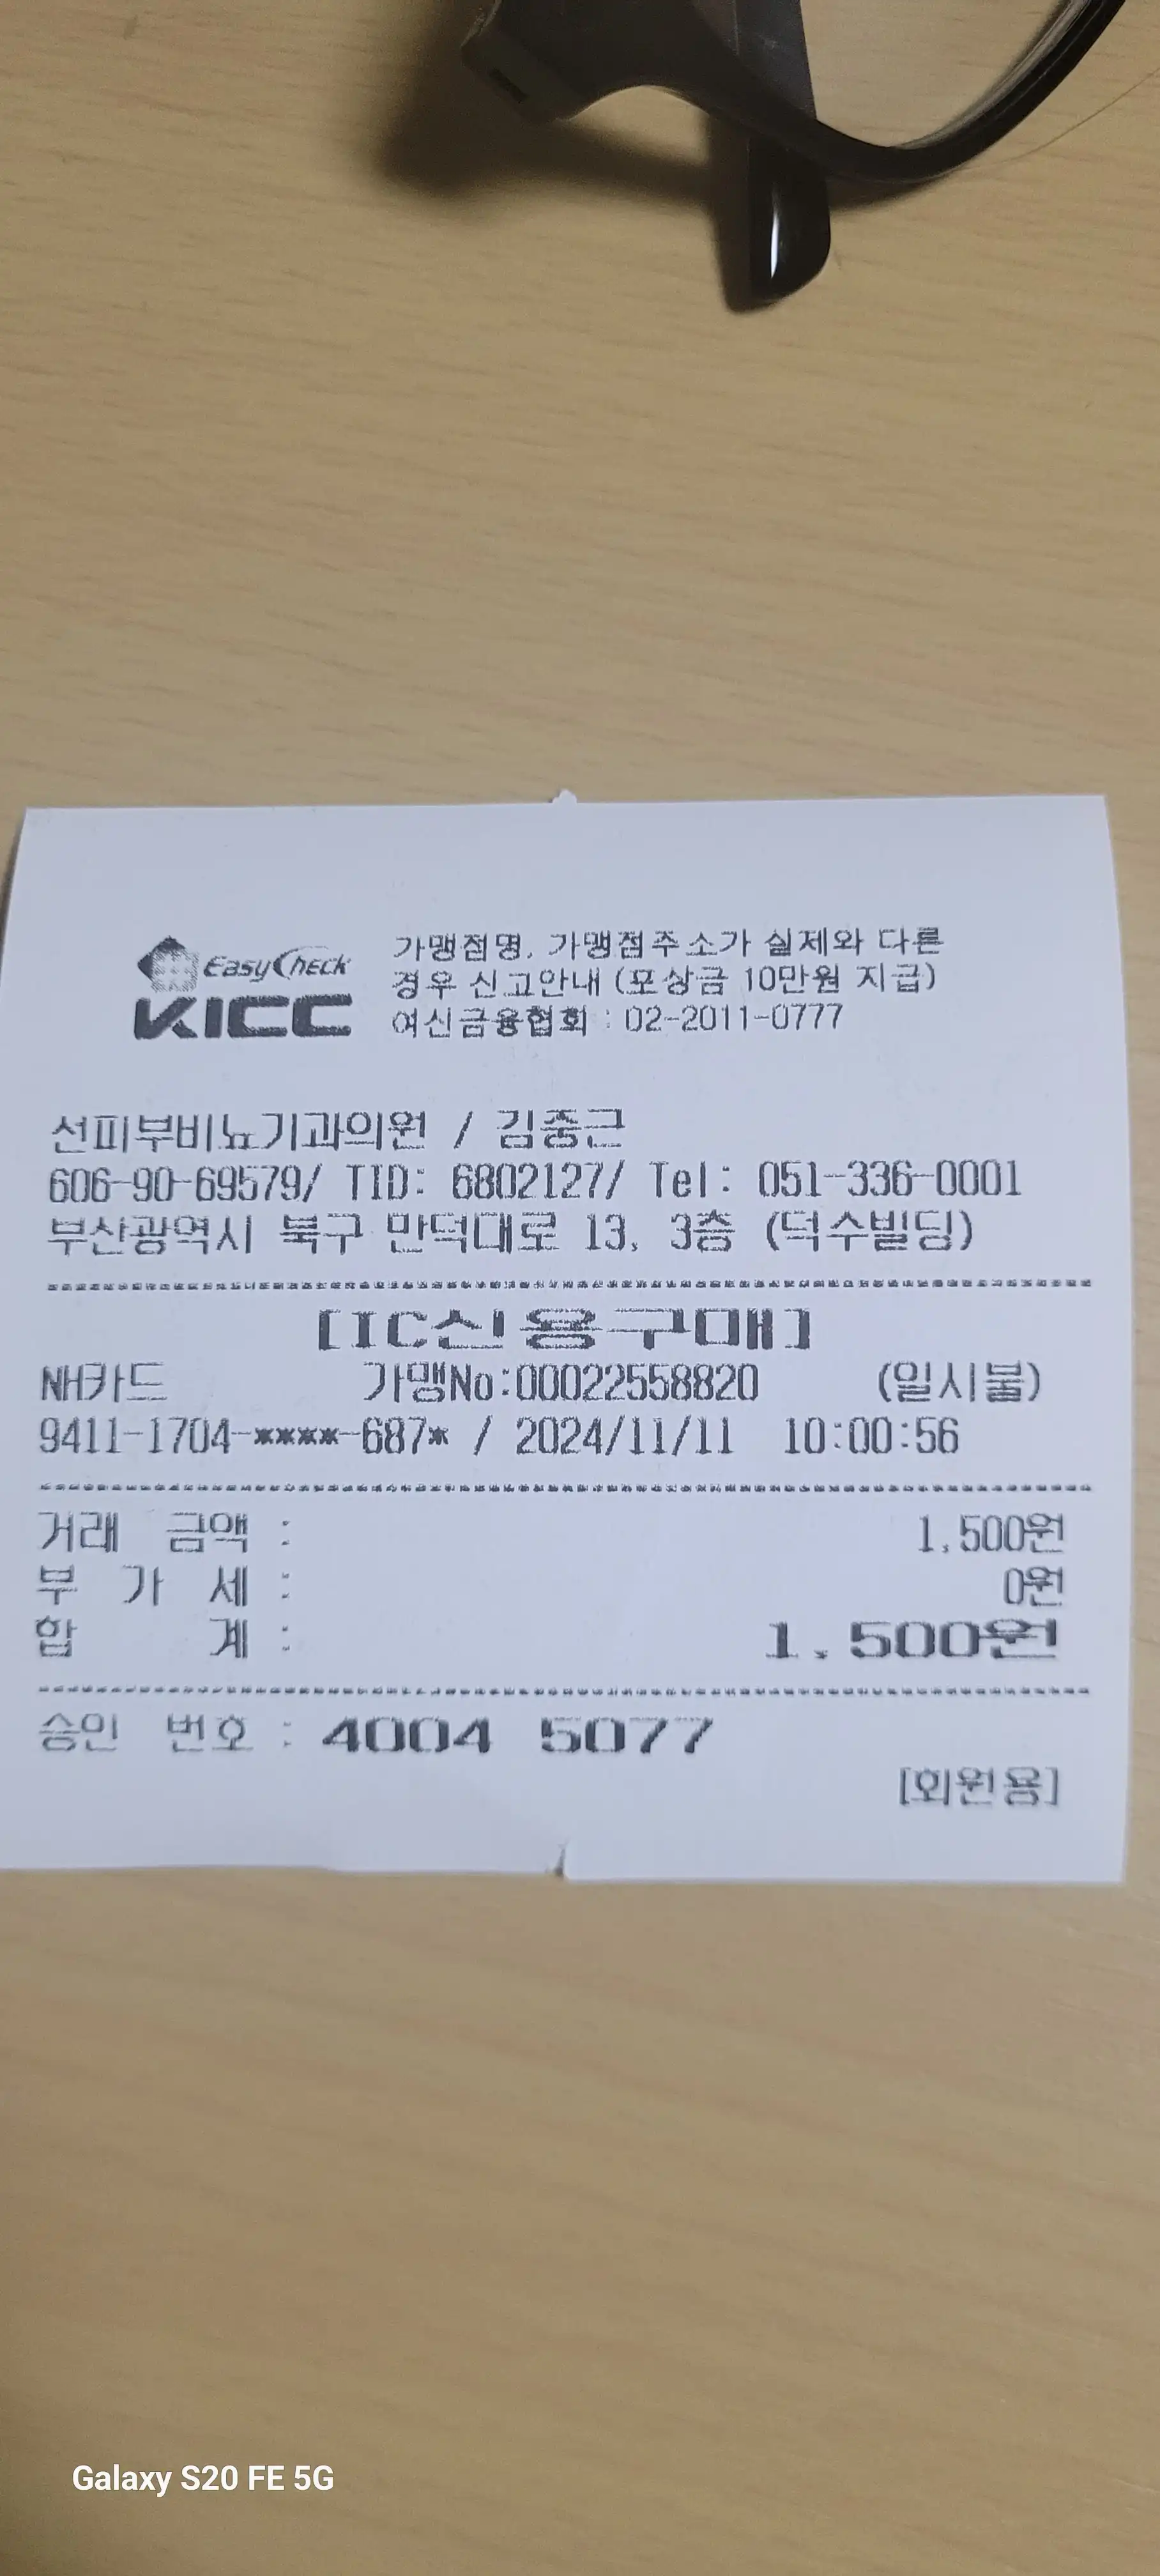 EasyCheck
KICC
가맹점명, 가맹점주소가 실제와 다른
경우 신고안내 (포상금 10만원 지급)
여신금융협회 : 02-2011-0777
선피부비뇨기과의원 / 김중근
606-90-69579/ TID: 6802127/ Tel: 051-336-0001
부산광역시 북구 만덕대로 13, 3층 (덕수빌딩)
[IC신용구매]
NH카드 가맹No:00022558820 (일시불)
9411-1704-****-687* / 2024/11/11 10:00:56
거래 금액 : 1,500원
부 가 세 : 0원
합 계 : 1,500원
승인 번호 : 4004 5077
[회원용]
Galaxy S20 FE 5G